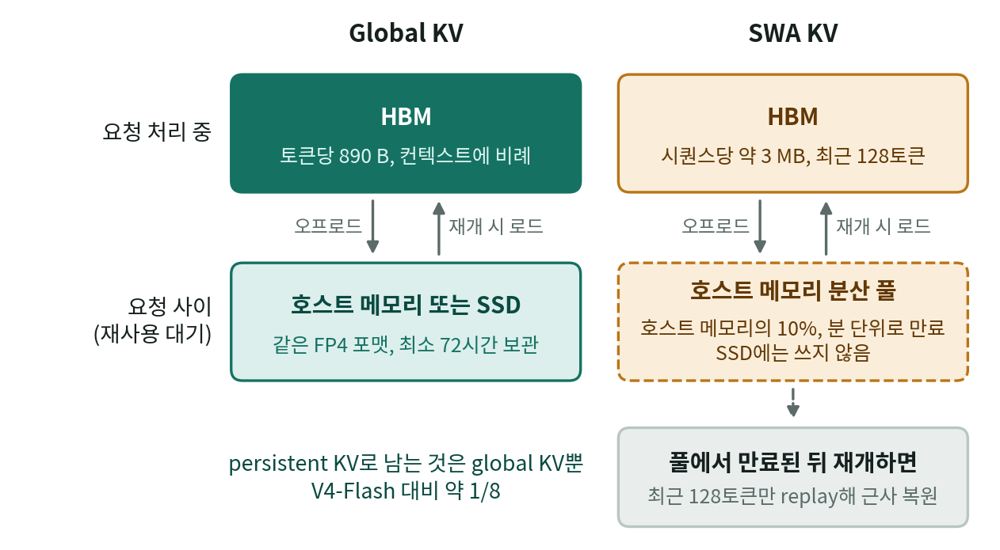 Global KV
SWA KV
요청 처리 중
HBM
토큰당 890 B, 컨텍스트에 비례
HBM
시퀀스당 약 3 MB, 최근 128토큰
오프로드
재개 시 로드
오프로드
재개 시 로드
요청 사이
(재사용 대기)
호스트 메모리 또는 SSD
같은 FP4 포맷, 최소 72시간 보관
호스트 메모리 분산 풀
호스트 메모리의 10%, 분 단위로 만료
SSD에는 쓰지 않음
persistent KV로 남는 것은 global KV뿐
V4-Flash 대비 약 1/8
풀에서 만료된 뒤 재개하면
최근 128토큰만 replay해 근사 복원